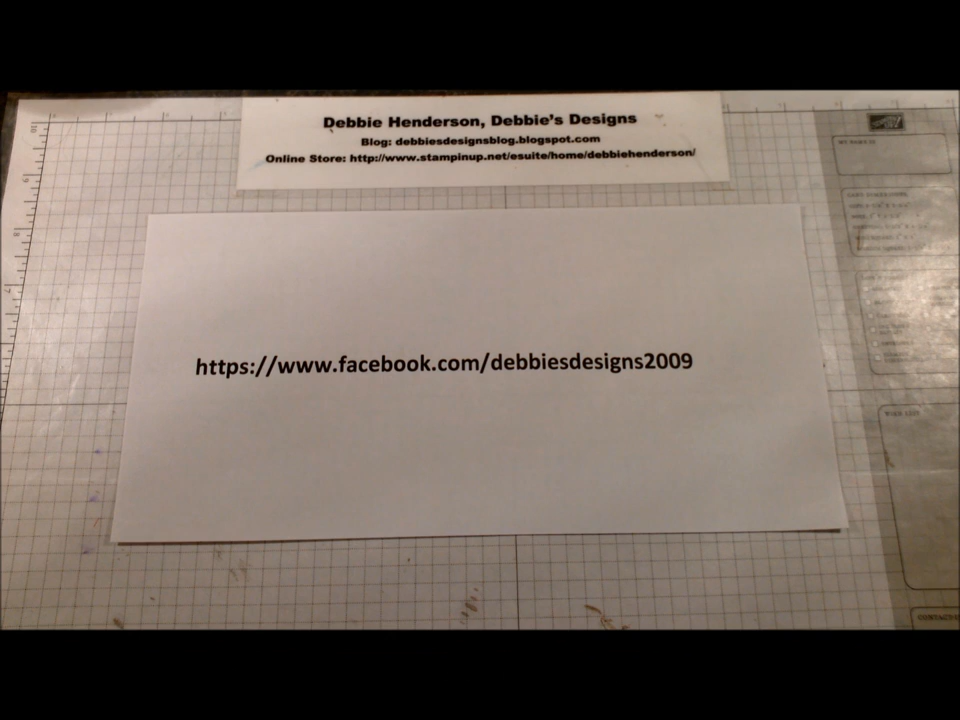 Debbie Henderson, Debbie's Designs
Blog: debbiesdesignsblog.blogspot.com
Online Store: http://www.stampinup.net/esuite/home/debbiehenderson/
https://www.facebook.com/debbiesdesigns2009